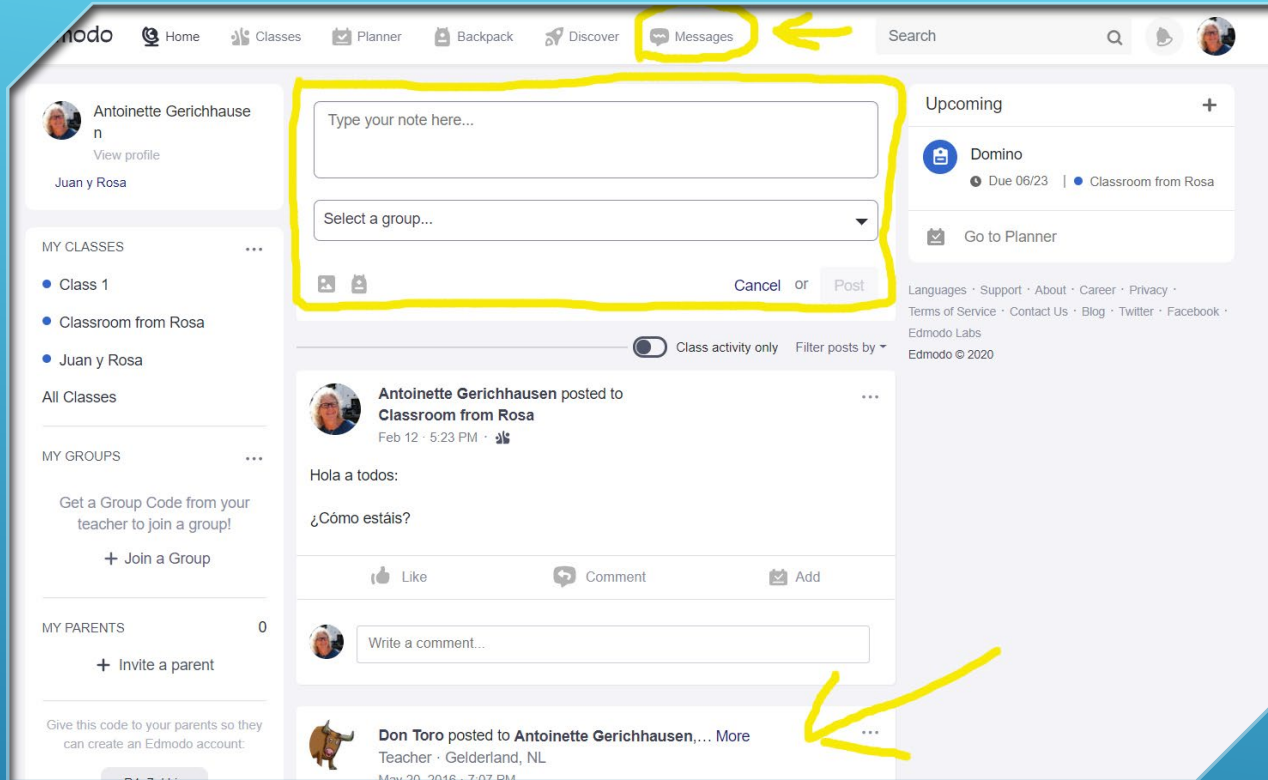 Home
Classes
Planner
Backpack
Discover
Messages
Search
Antoinette Gerichhause
n
View profile
Juan y Rosa
MY CLASSES
Class 1
Classroom from Rosa
Juan y Rosa
All Classes
MY GROUPS
Get a Group Code from your
teacher to join a group!
+ Join a Group
MY PARENTS 0
+ Invite a parent
Give this code to your parents so they
can create an Edmodo account:
Type your note here...
Select a group...
Cancel or Post
Class activity only Filter posts by
Antoinette Gerichhausen posted to
Classroom from Rosa
Feb 12 · 5:23 PM ·
Hola a todos:
¿Cómo estáis?
Like Comment Add
Write a comment...
Don Toro posted to Antoinette Gerichhausen,... More
Teacher · Gelderland, NL
May 20, 2016 · 7:07 PM
Upcoming +
Domino
Due 06/23 | Classroom from Rosa
Go to Planner
Languages · Support · About · Career · Privacy ·
Terms of Service · Contact Us · Blog · Twitter · Facebook ·
Edmodo Labs
Edmodo © 2020